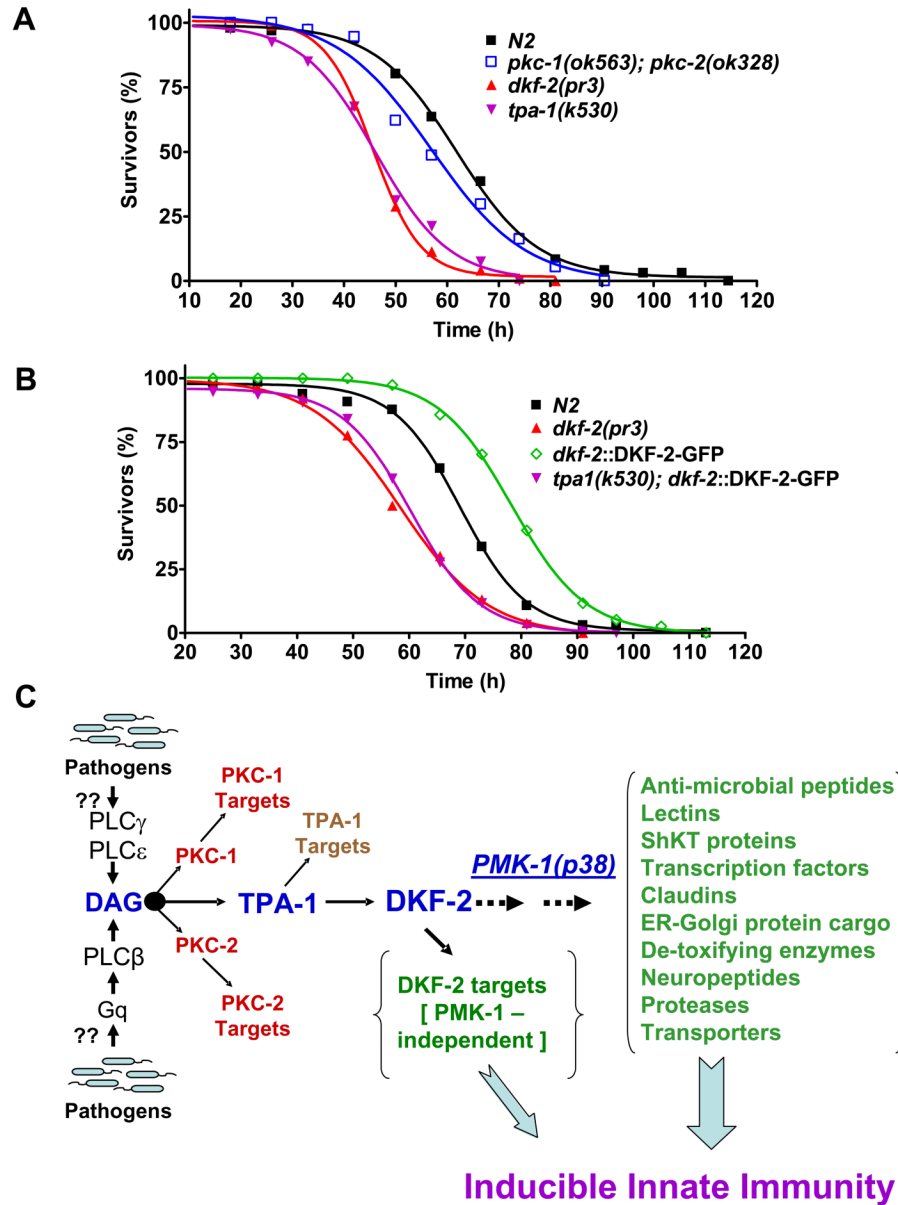 A
Survivors (%)
100
75
50
25
0
10 20 30 40 50 60 70 80 90 100 110 120
Time (h)
N2
pkc-1(ok563); pkc-2(ok328)
dkf-2(pr3)
tpa-1(k530)
B
Survivors (%)
100
75
50
25
0
20 30 40 50 60 70 80 90 100 110 120
Time (h)
N2
dkf-2(pr3)
dkf-2::DKF-2-GFP
tpa1(k530); dkf-2::DKF-2-GFP
C
Pathogens
??
PLCγ
PLCε
DAG
PLCβ
Gq
??
Pathogens
PKC-1
Targets
PKC-1
PKC-2
PKC-2
Targets
TPA-1
Targets
TPA-1
DKF-2
PMK-1(p38)
DKF-2 targets
[ PMK-1 –
independent ]
Anti-microbial peptides
Lectins
ShKT proteins
Transcription factors
Claudins
ER-Golgi protein cargo
De-toxifying enzymes
Neuropeptides
Proteases
Transporters
Inducible Innate Immunity